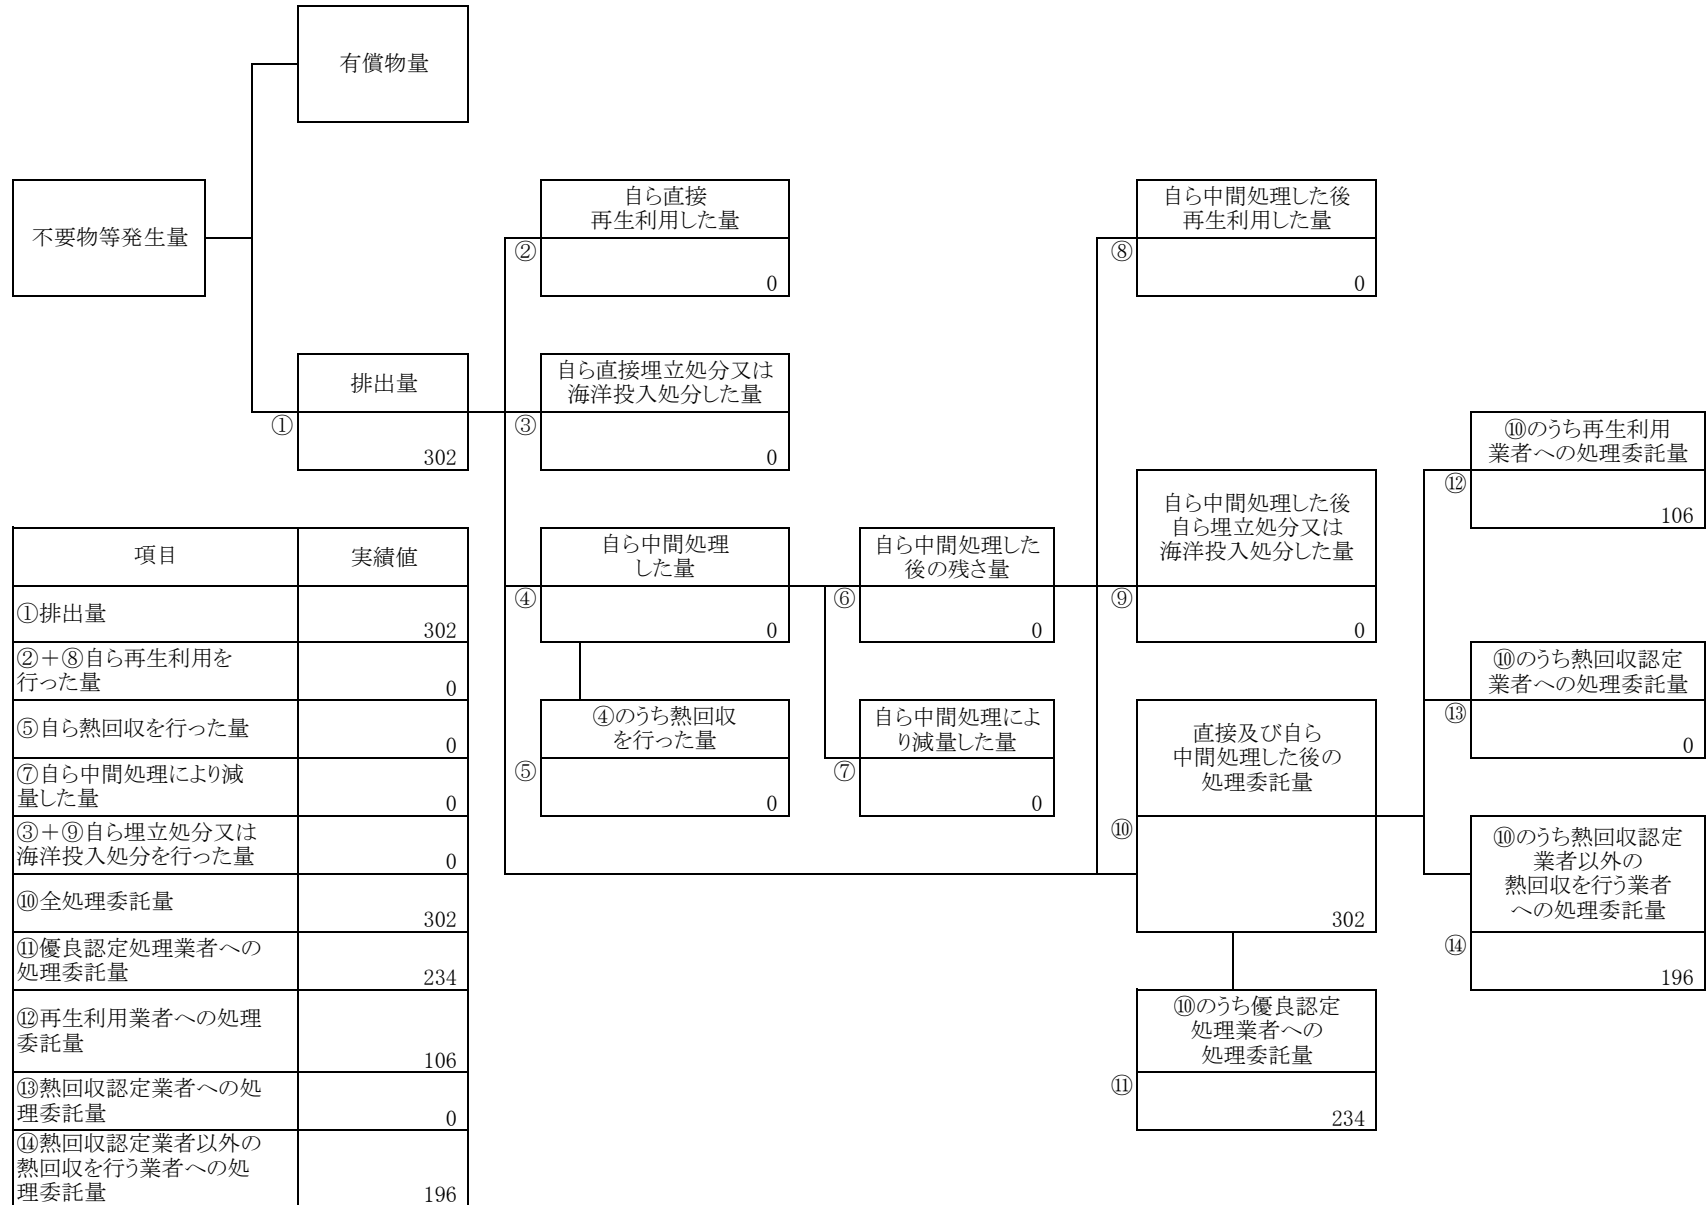 有償物量
不要物等発生量
自ら直接
再生利用した量
②
0
自ら中間処理した後
再生利用した量
⑧
0
排出量
①
302
自ら直接埋立処分又は
海洋投入処分した量
③
0
⑩のうち再生利用
業者への処理委託量
⑫
106
自ら中間処理
した量
④
0
自ら中間処理した
後の残さ量
⑥
0
自ら中間処理した後
自ら埋立処分又は
海洋投入処分した量
⑨
0
⑩のうち熱回収認定
業者への処理委託量
⑬
0
④のうち熱回収
を行った量
⑤
0
自ら中間処理によ
り減量した量
⑦
0
直接及び自ら
中間処理した後の
処理委託量
⑩
302
⑩のうち熱回収認定
業者以外の
熱回収を行う業者
への処理委託量
⑭
196
⑩のうち優良認定
処理業者への
処理委託量
⑪
234
項目 実績値
①排出量
302
②＋⑧自ら再生利用を
行った量
0
⑤自ら熱回収を行った量
0
⑦自ら中間処理により減
量した量
0
③＋⑨自ら埋立処分又は
海洋投入処分を行った量
0
⑩全処理委託量
302
⑪優良認定処理業者への
処理委託量
234
⑫再生利用業者への処理
委託量
106
⑬熱回収認定業者への処
理委託量
0
⑭熱回収認定業者以外の
熱回収を行う業者への処
理委託量
196